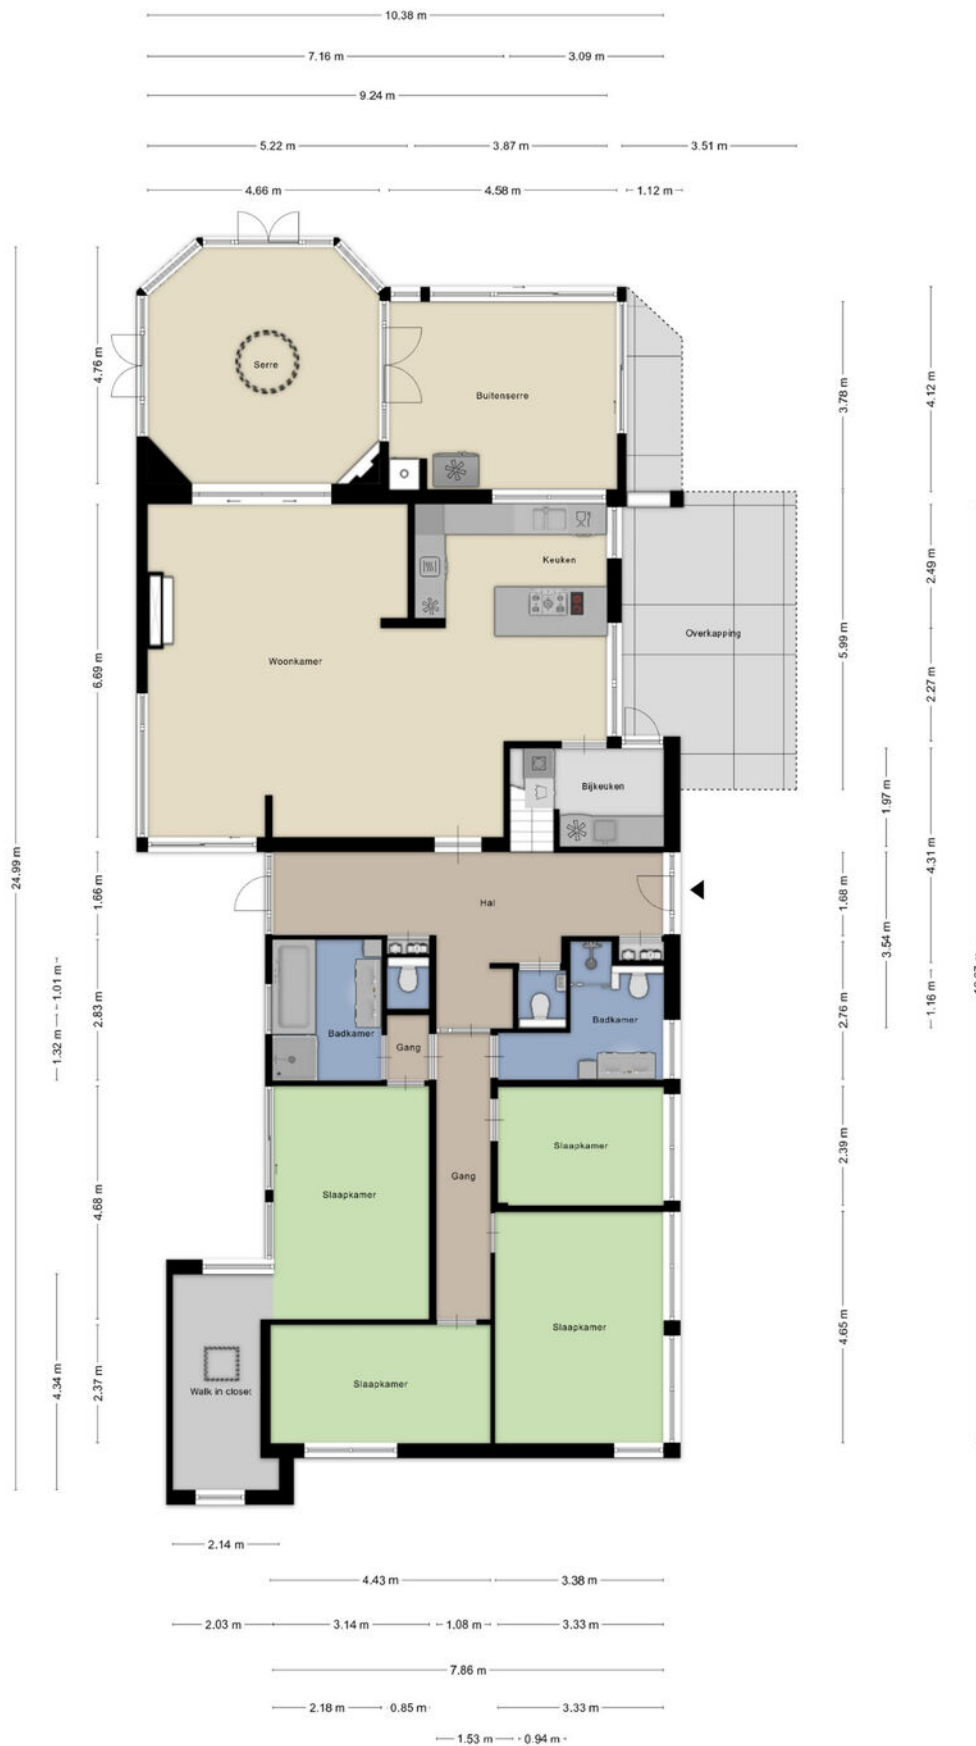 10.38 m
7.16 m
3.09 m
9.24 m
5.22 m
3.87 m
3.51 m
4.66 m
4.58 m
1.12 m
Serre
Buitenserre
4.76 m
3.78 m
4.12 m
Keuken
Woonkamer
Overkapping
6.69 m
5.99 m
2.49 m
2.27 m
Bijkeuken
1.97 m
24.99 m
4.31 m
Hal
1.66 m
1.68 m
3.54 m
Badkamer
Badkamer
Gang
1.01 m
1.32 m
2.83 m
2.76 m
1.16 m
Slaapkamer
2.39 m
Gang
Slaapkamer
4.68 m
Slaapkamer
4.65 m
Slaapkamer
Walk in closet
4.34 m
2.37 m
2.14 m
4.43 m
3.38 m
2.03 m
3.14 m
1.08 m
3.33 m
7.86 m
2.18 m
0.85 m
3.33 m
1.53 m
0.94 m